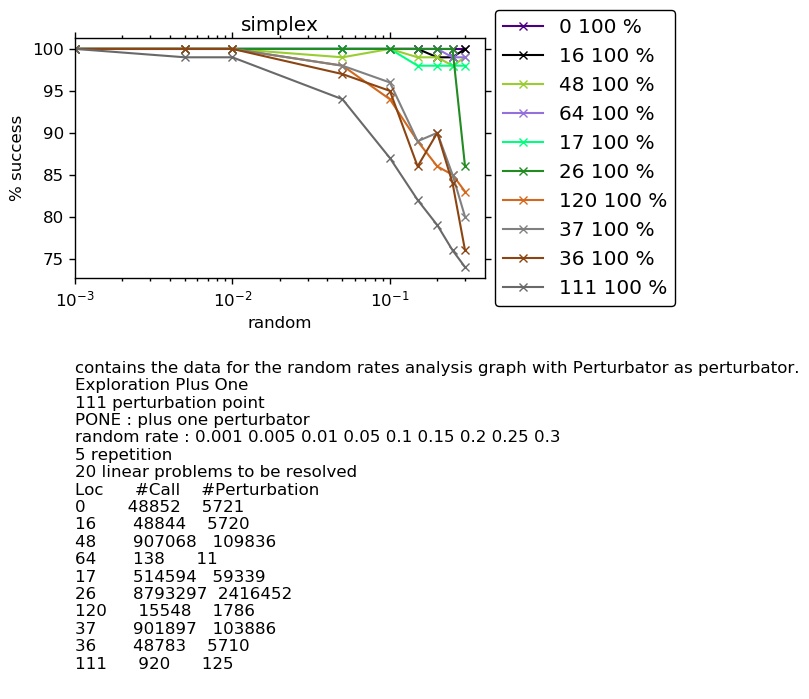 simplex
100
95
90
85
80
75
% success
10⁻³
10⁻²
10⁻¹
random
0 100 %
16 100 %
48 100 %
64 100 %
17 100 %
26 100 %
120 100 %
37 100 %
36 100 %
111 100 %
contains the data for the random rates analysis graph with Perturbator as perturbator.
Exploration Plus One
111 perturbation point
PONE : plus one perturbator
random rate : 0.001 0.005 0.01 0.05 0.1 0.15 0.2 0.25 0.3
5 repetition
20 linear problems to be resolved
Loc #Call #Perturbation
0 48852 5721
16 48844 5720
48 907068 109836
64 138 11
17 514594 59339
26 8793297 2416452
120 15548 1786
37 901897 103886
36 48783 5710
111 920 125